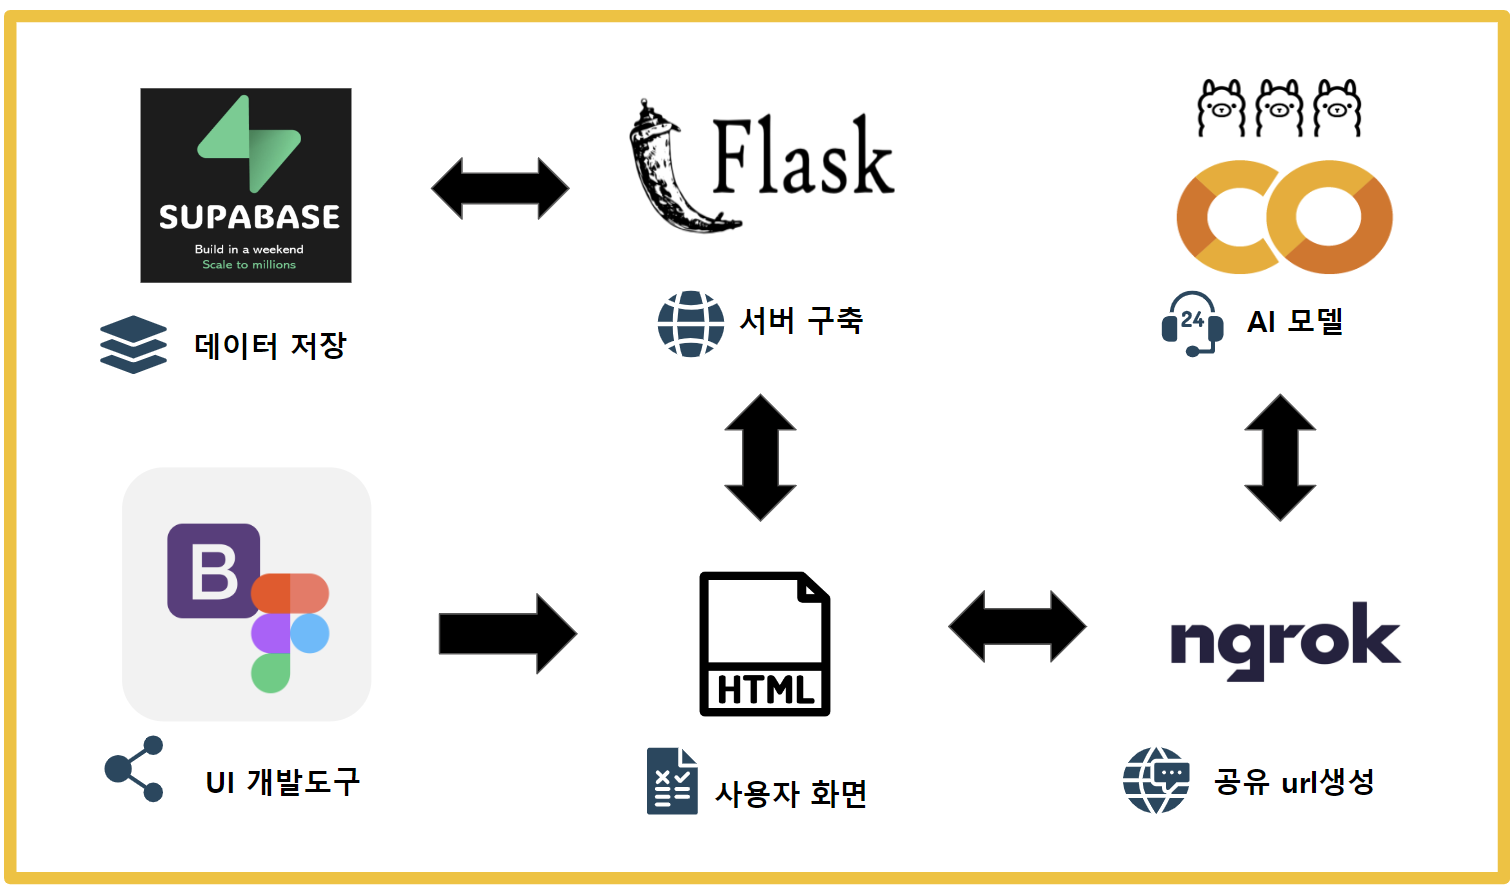 SUPABASE
Build in a weekend
Scale to millions
데이터 저장
Flask
서버 구축
24
AI 모델
B
UI 개발도구
HTML
사용자 화면
ngrok
공유 url생성